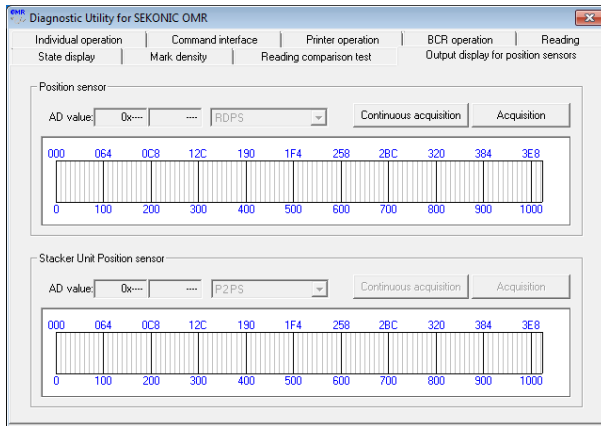 OMR Diagnostic Utility for SEKONIC OMR
Individual operation Command interface Printer operation BCR operation Reading
State display Mark density Reading comparison test Output display for position sensors
Position sensor
AD value: 0x---- ---- RDPS Continuous acquisition Acquisition
000 064 0C8 12C 190 1F4 258 2BC 320 384 3E8
0 100 200 300 400 500 600 700 800 900 1000
Stacker Unit Position sensor
AD value: 0x---- ---- P2PS Continuous acquisition Acquisition
000 064 0C8 12C 190 1F4 258 2BC 320 384 3E8
0 100 200 300 400 500 600 700 800 900 1000